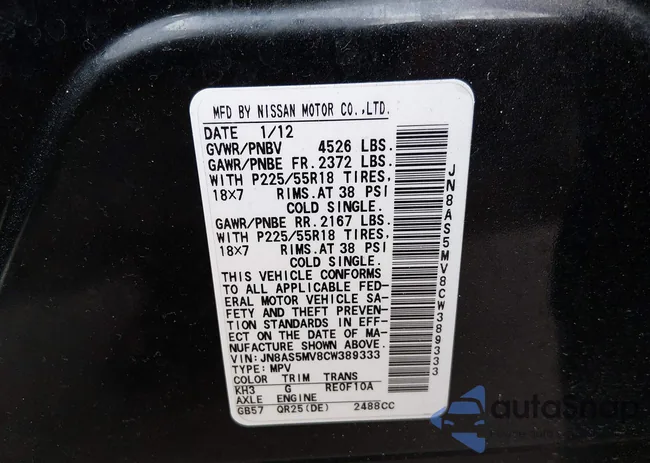 MFD BY NISSAN MOTOR CO.,LTD.
DATE 1/12
GVWR/PNBV 4526 LBS.
GAWR/PNBE FR. 2372 LBS.
WITH P225/55R18 TIRES,
18X7 RIMS. AT 38 PSI
COLD SINGLE.
GAWR/PNBE RR. 2167 LBS.
WITH P225/55R18 TIRES,
18X7 RIMS. AT 38 PSI
COLD SINGLE.
THIS VEHICLE CONFORMS
TO ALL APPLICABLE FED-
ERAL MOTOR VEHICLE SA-
FETY AND THEFT PREVEN-
TION STANDARDS IN EFF-
ECT ON THE DATE OF MA-
NUFACTURE SHOWN ABOVE.
VIN: JN8AS5MV8CW389333
TYPE: MPV
COLOR TRIM TRANS
KH3 G RE0F10A
AXLE ENGINE
GB57 QR25(DE) 2488CC
JN8AS5MV8CW389333
autoSnap